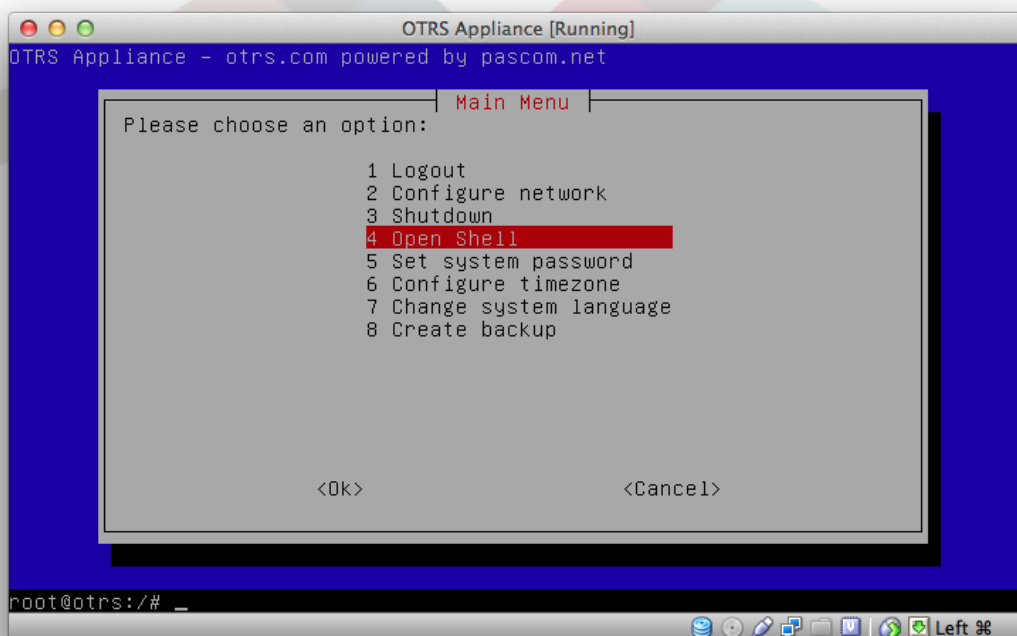 OTRS Appliance [Running]
OTRS Appliance - otrs.com powered by pascom.net
Main Menu
Please choose an option:
1 Logout
2 Configure network
3 Shutdown
4 Open Shell
5 Set system password
6 Configure timezone
7 Change system language
8 Create backup
<Ok> <Cancel>
root@otrs:/# _
Left ⌘